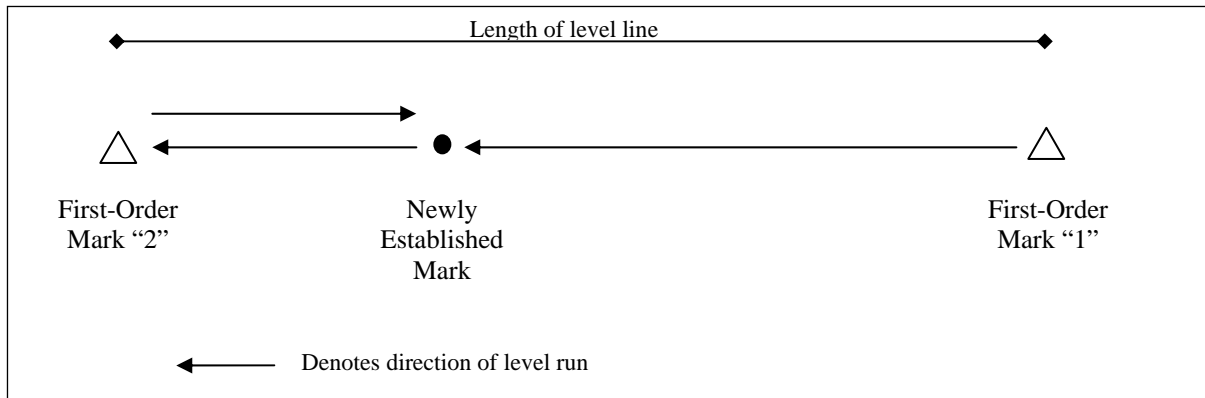 Length of level line
First-Order
Mark “2”
Newly
Established
Mark
First-Order
Mark “1”
Denotes direction of level run